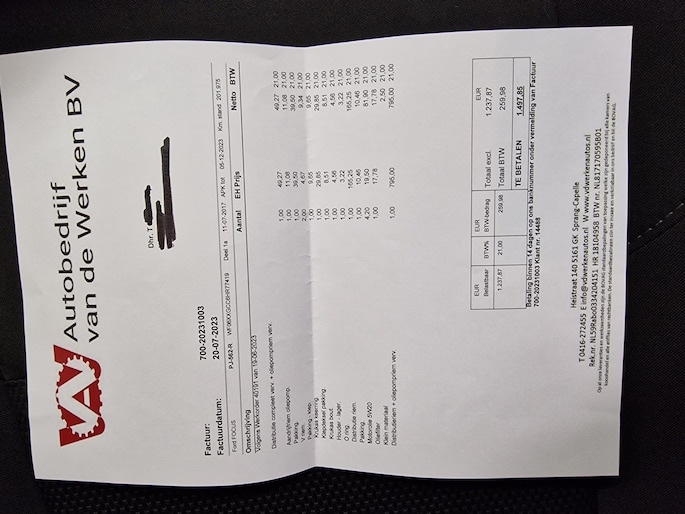 Autobedrijf
van de Werken BV
Dhr. T
Factuur: 700-20231003
Factuurdatum: 20-07-2023
Ford FOCUS PJ-562-R Deel 1a 11-07-2017 APK tot 05-12-2023 Km. stand 201.975
Omschrijving Aantal EH Prijs Netto BTW
Volgens Werkorder 40191 van 19-06-2023
Distributie compleet verv. + oliepompriem verv. 1,00 49,27 49,27 21,00
Aandrijfriem oliepomp. 1,00 11,08 11,08 21,00
Pakking. 1,00 39,50 39,50 21,00
V riem. 2,00 4,67 9,34 21,00
Pakking - klep. 1,00 9,65 9,65 21,00
Krukas keerring. 1,00 29,85 29,85 21,00
Klepdeksel pakking. 1,00 8,51 8,51 21,00
Krukas bout. 1,00 4,56 4,56 21,00
Houder - lager. 1,00 3,22 3,22 21,00
O ring. 1,00 165,25 165,25 21,00
Distributie riem. 1,00 10,46 10,46 21,00
Pakking. 4,20 19,50 81,90 21,00
Motorolie 5W20 1,00 17,78 17,78 21,00
Oliefilter 2,50 21,00
Klein materiaal 1,00 795,00 795,00 21,00
Distributieriem + oliepompriem verv.
EUR EUR EUR
Belastbaar BTW% BTW-bedrag Totaal excl. 1.237,87
1.237,87 21,00 259,98 Totaal BTW 259,98
TE BETALEN 1.497,85
Betaling binnen 14 dagen op ons banknummer onder vermelding van Factuur
700-20231003 Klant nr. 14488
Heistraat 140 5161 GK Sprang-Capelle
T 0416-272455 E info@vdwerkenautos.nl W www.vdwerkenautos.nl
Rek.nr. NL59Rabo0334204151 HR 18104958 BTW nr. NL817170595B01